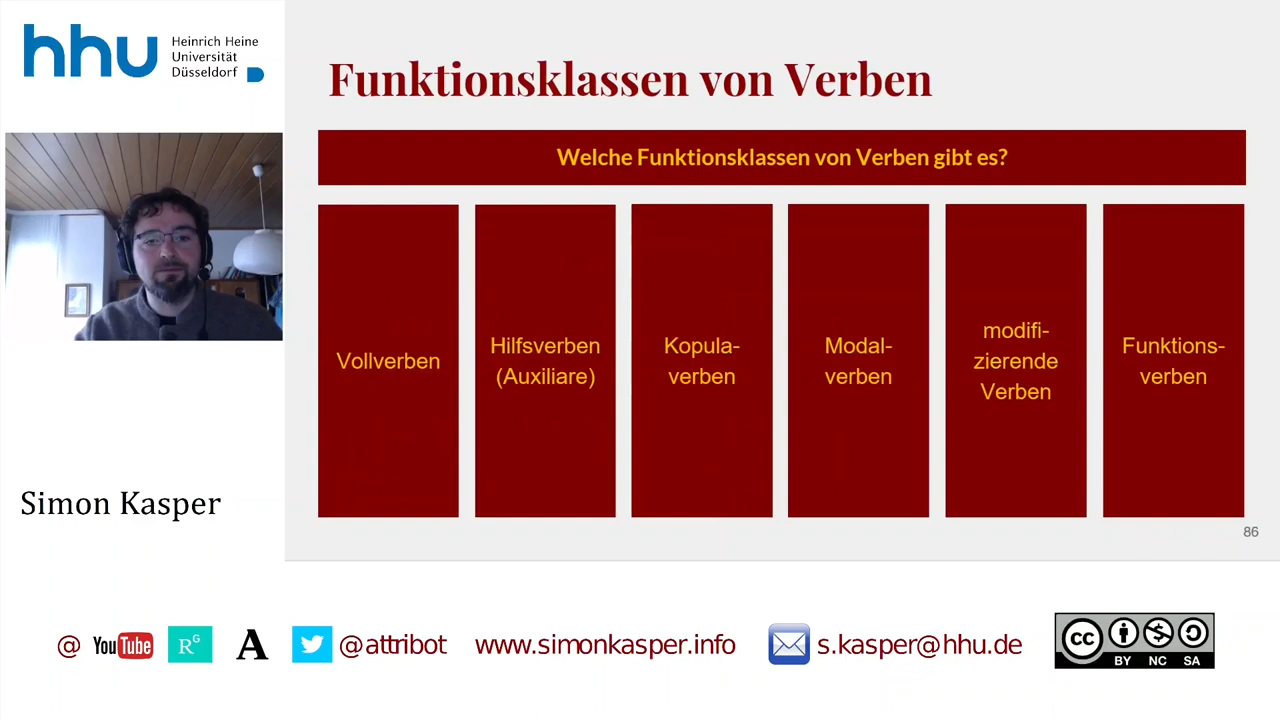 hhu
Heinrich Heine
Universität
Düsseldorf
Funktionsklassen von Verben
Welche Funktionsklassen von Verben gibt es?
Vollverben
Hilfsverben
(Auxiliare)
Kopula-
verben
Modal-
verben
modifi-
zierende
Verben
Funktions-
verben
86
Simon Kasper
@ YouTube RG A @attribot www.simonkasper.info s.kasper@hhu.de
cc BY NC SA